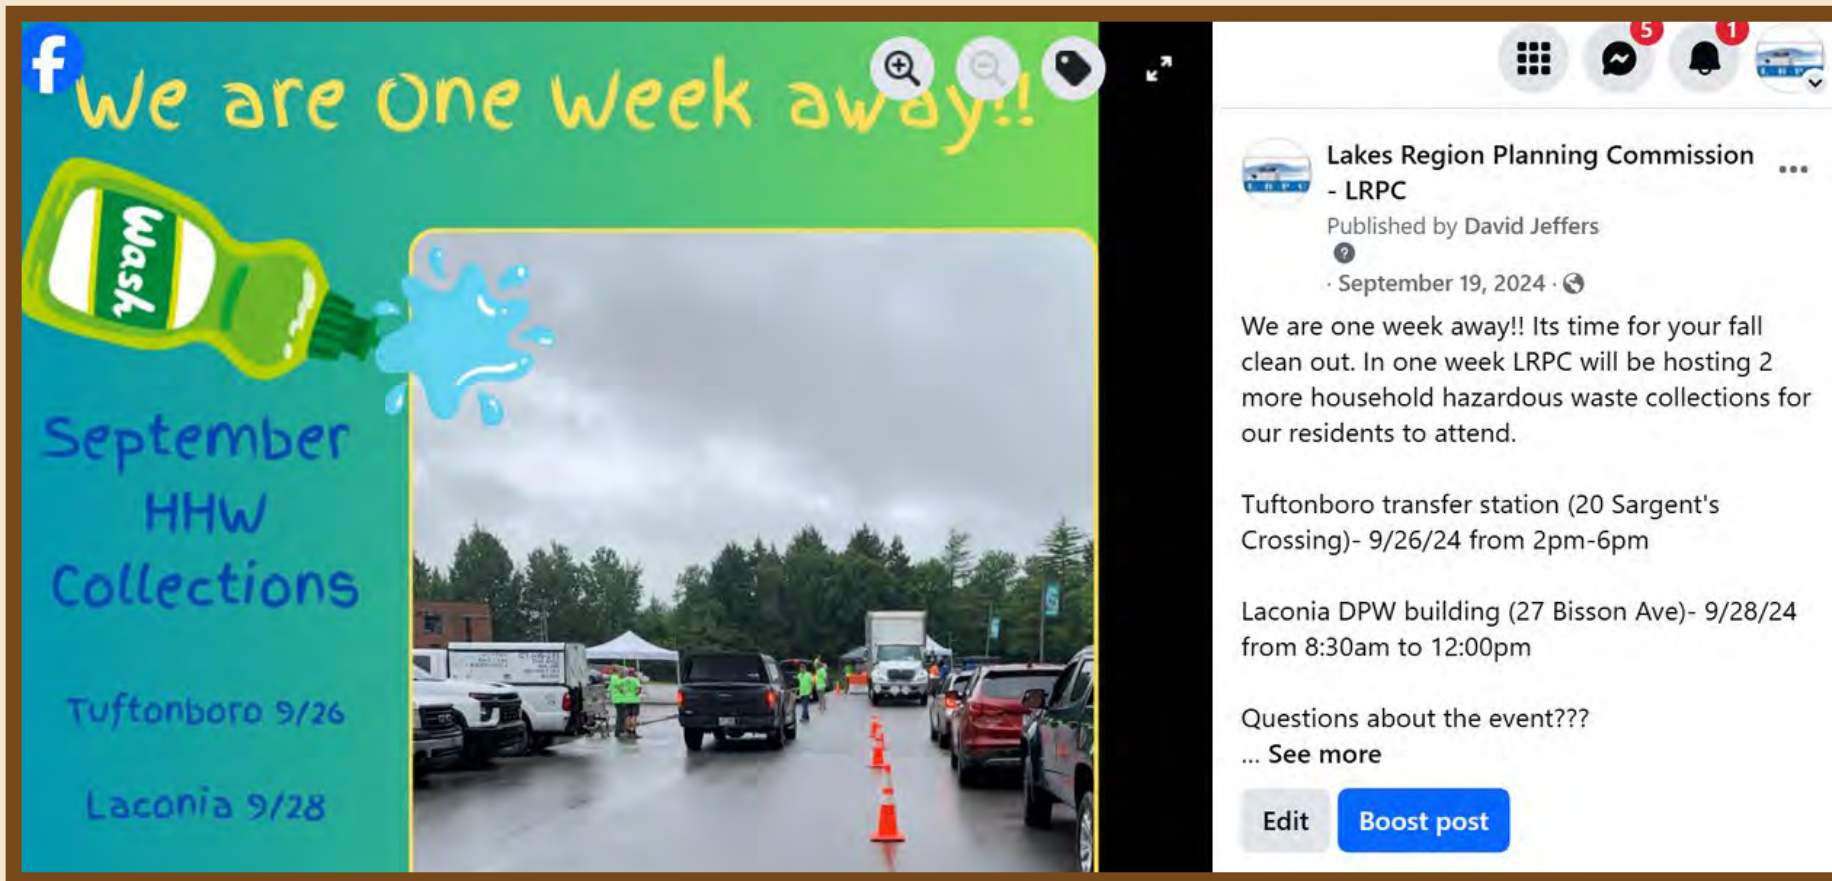 We are one week away!!
Wash
September
HHW
Collections
Tuftonboro 9/26
Laconia 9/28
5
1
LRPC
Lakes Region Planning Commission
- LRPC
Published by David Jeffers
· September 19, 2024 ·
We are one week away!! Its time for your fall
clean out. In one week LRPC will be hosting 2
more household hazardous waste collections for
our residents to attend.
Tuftonboro transfer station (20 Sargent's
Crossing)- 9/26/24 from 2pm-6pm
Laconia DPW building (27 Bisson Ave)- 9/28/24
from 8:30am to 12:00pm
Questions about the event???
... See more
Edit
Boost post